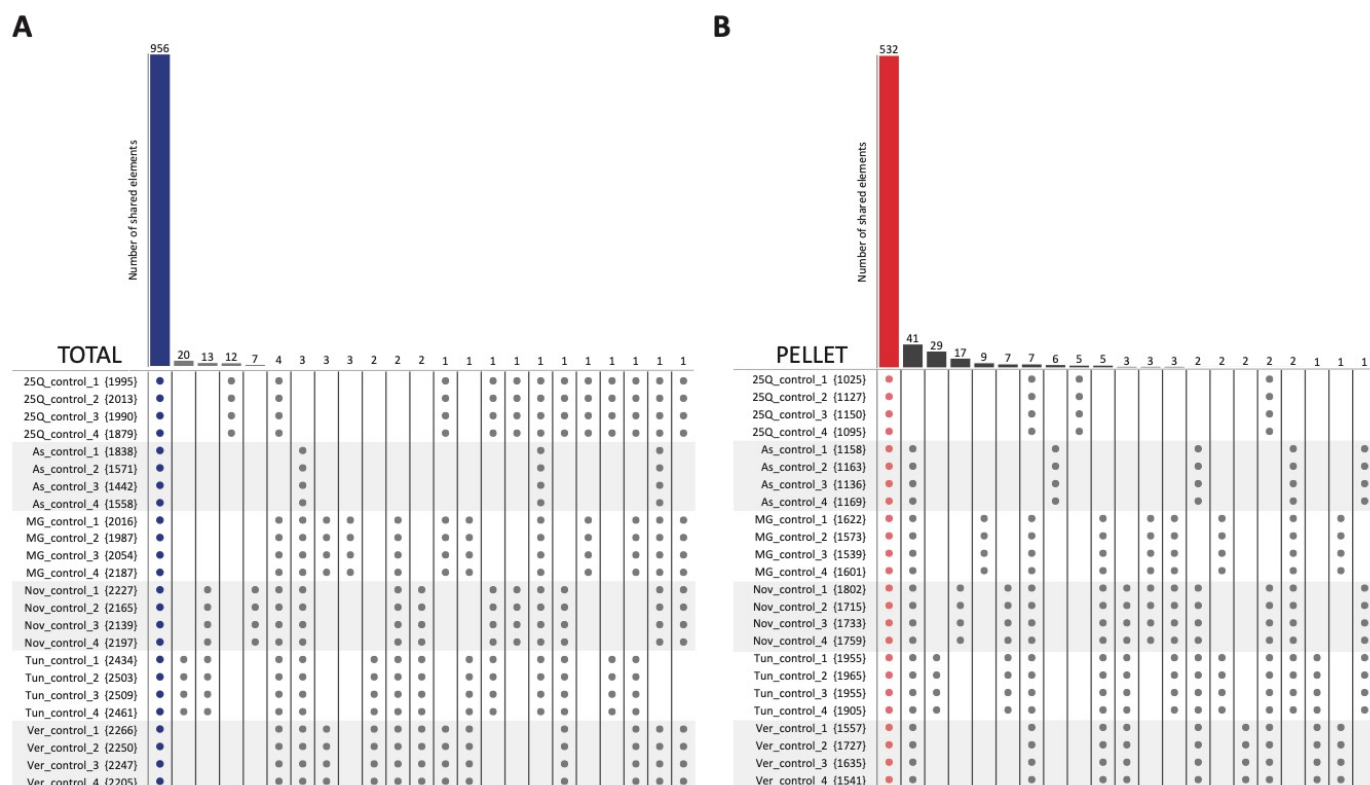 A
956
Number of shared elements
TOTAL
20 13 12 7 4 3 3 3 2 2 2 1 1 1 1 1 1 1 1 1 1 1
25Q_control_1 {1995}
25Q_control_2 {2013}
25Q_control_3 {1990}
25Q_control_4 {1879}
As_control_1 {1838}
As_control_2 {1571}
As_control_3 {1442}
As_control_4 {1558}
MG_control_1 {2016}
MG_control_2 {1987}
MG_control_3 {2054}
MG_control_4 {2187}
Nov_control_1 {2227}
Nov_control_2 {2165}
Nov_control_3 {2139}
Nov_control_4 {2197}
Tun_control_1 {2434}
Tun_control_2 {2503}
Tun_control_3 {2509}
Tun_control_4 {2461}
Ver_control_1 {2266}
Ver_control_2 {2250}
Ver_control_3 {2247}
Ver_control_4 {2205}
B
532
Number of shared elements
PELLET
41 29 17 9 7 7 6 5 5 3 3 3 2 2 2 2 2 1 1 1
25Q_control_1 {1025}
25Q_control_2 {1127}
25Q_control_3 {1150}
25Q_control_4 {1095}
As_control_1 {1158}
As_control_2 {1163}
As_control_3 {1136}
As_control_4 {1169}
MG_control_1 {1622}
MG_control_2 {1573}
MG_control_3 {1539}
MG_control_4 {1601}
Nov_control_1 {1802}
Nov_control_2 {1715}
Nov_control_3 {1733}
Nov_control_4 {1759}
Tun_control_1 {1955}
Tun_control_2 {1965}
Tun_control_3 {1955}
Tun_control_4 {1905}
Ver_control_1 {1557}
Ver_control_2 {1727}
Ver_control_3 {1635}
Ver_control_4 {1541}